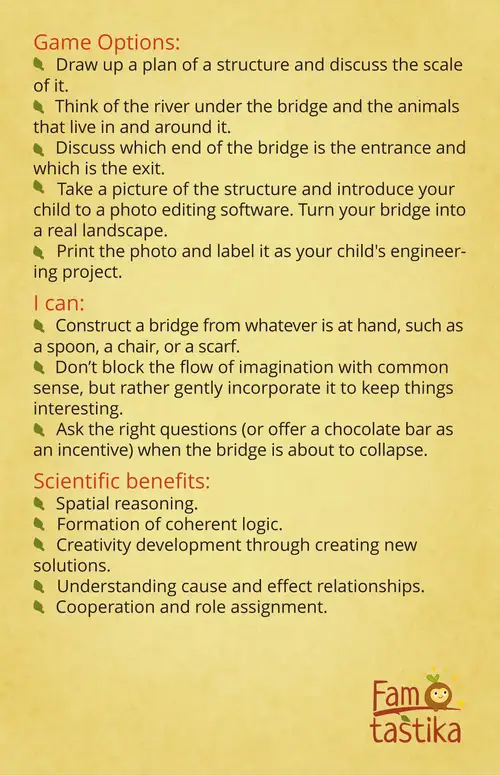 Game Options:
Draw up a plan of a structure and discuss the scale
of it.
Think of the river under the bridge and the animals
that live in and around it.
Discuss which end of the bridge is the entrance and
which is the exit.
Take a picture of the structure and introduce your
child to a photo editing software. Turn your bridge into
a real landscape.
Print the photo and label it as your child's engineer-
ing project.
I can:
Construct a bridge from whatever is at hand, such as
a spoon, a chair, or a scarf.
Don’t block the flow of imagination with common
sense, but rather gently incorporate it to keep things
interesting.
Ask the right questions (or offer a chocolate bar as
an incentive) when the bridge is about to collapse.
Scientific benefits:
Spatial reasoning.
Formation of coherent logic.
Creativity development through creating new
solutions.
Understanding cause and effect relationships.
Cooperation and role assignment.
Fam
tastika